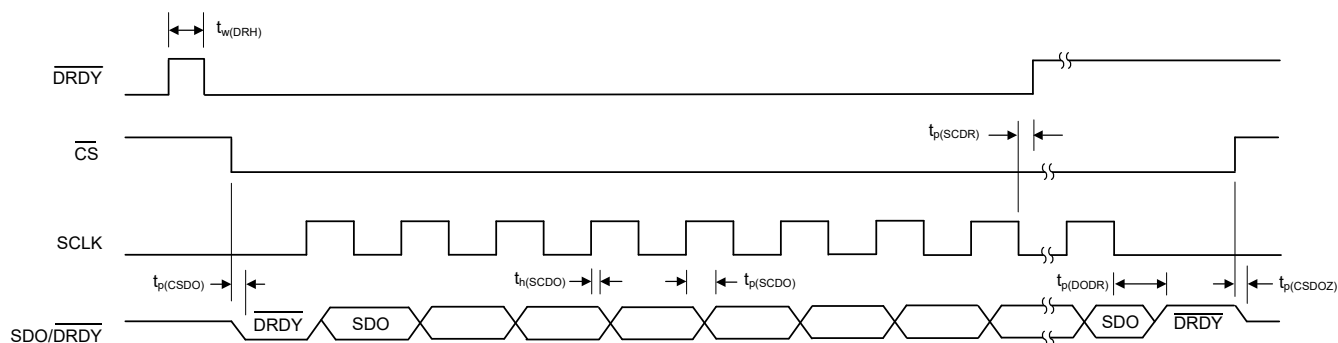 t_w(DRH)
DRDY
t_p(SCDR)
CS
SCLK
t_p(CSDO)
t_h(SCDO)
t_p(SCDO)
t_p(DODR)
t_p(CSDOZ)
DRDY
SDO
SDO
DRDY
SDO/DRDY